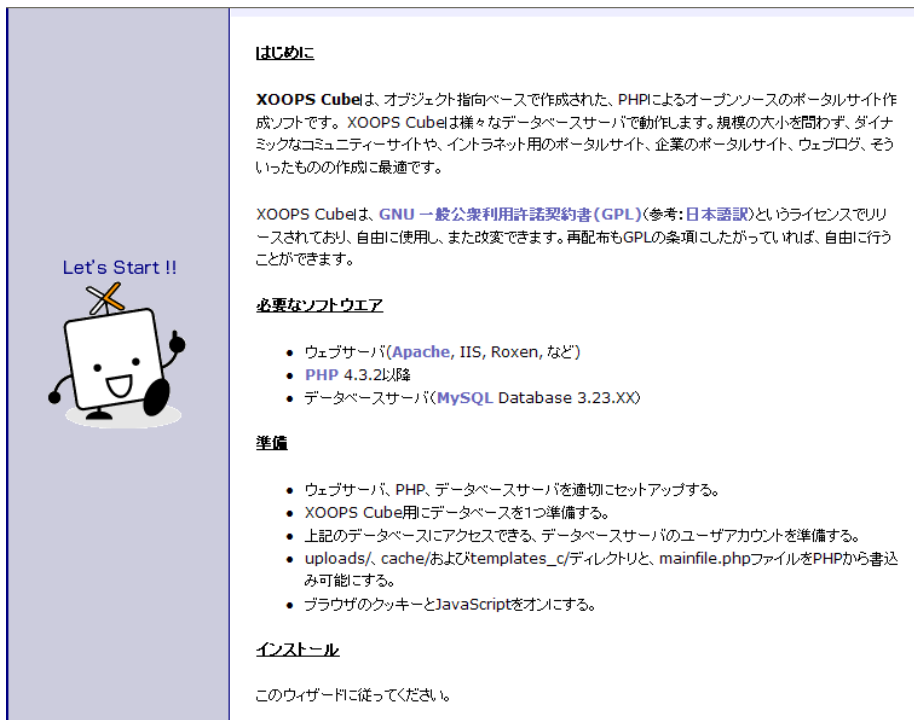 Let's Start !!
はじめに
XOOPS Cubeは、オブジェクト指向ベースで作成された、PHPによるオープンソースのポータルサイト作
成ソフトです。 XOOPS Cubeは様々なデータベースサーバで動作します。規模の大小を問わず、ダイナ
ミックなコミュニティーサイトや、イントラネット用のポータルサイト、企業のポータルサイト、ウェブログ、そう
いったものの作成に最適です。
XOOPS Cubeは、GNU 一般公衆利用許諾契約書(GPL)(参考:日本語訳)というライセンスでリリ
ースされており、自由に使用し、また改変できます。再配布もGPLの条項にしたがっていれば、自由に行う
ことができます。
必要なソフトウエア
• ウェブサーバ(Apache, IIS, Roxen, など)
• PHP 4.3.2以降
• データベースサーバ(MySQL Database 3.23.XX)
準備
• ウェブサーバ、PHP、データベースサーバを適切にセットアップする。
• XOOPS Cube用にデータベースを1つ準備する。
• 上記のデータベースにアクセスできる、データベースサーバのユーザアカウントを準備する。
• uploads/、cache/およびtemplates_c/ディレクトリと、mainfile.phpファイルをPHPから書込
み可能にする。
• ブラウザのクッキーとJavaScriptをオンにする。
インストール
このウィザードに従ってください。